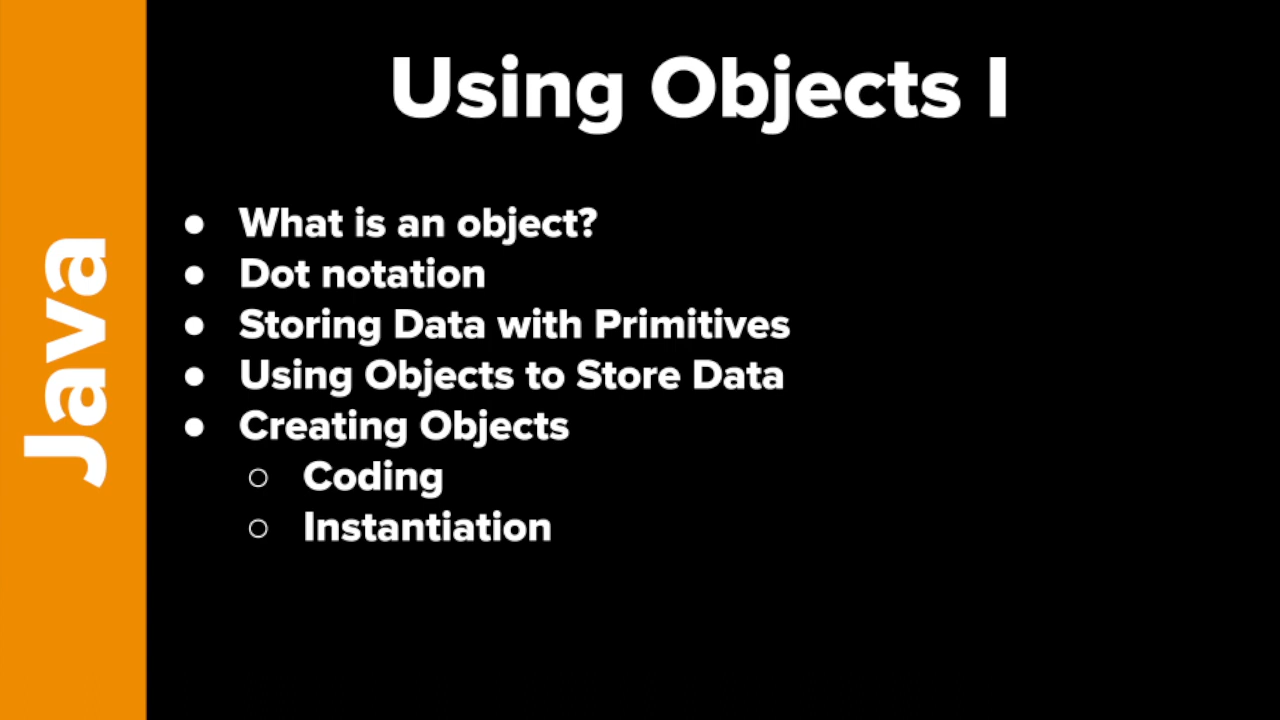 Java
Using Objects I
● What is an object?
● Dot notation
● Storing Data with Primitives
● Using Objects to Store Data
● Creating Objects
○ Coding
○ Instantiation